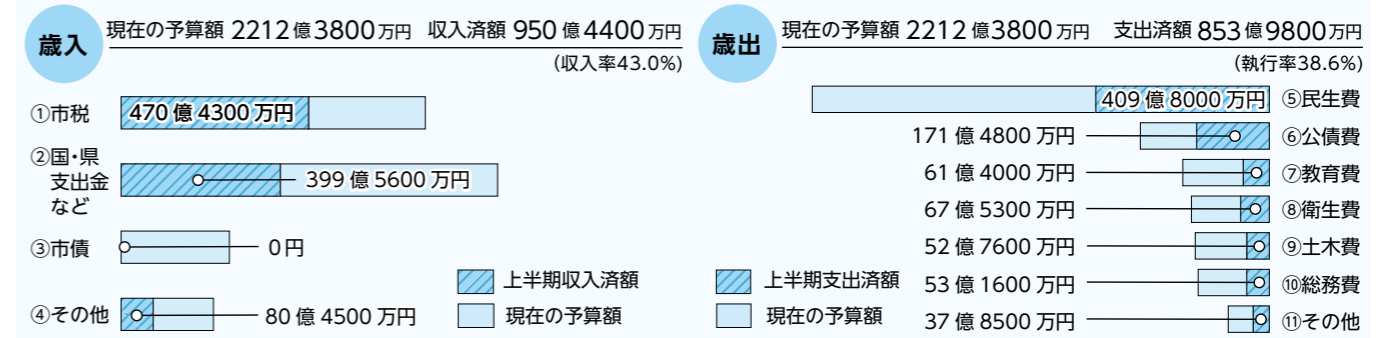 歳入
現在の予算額 2212億3800万円 収入済額 950億4400万円
(収入率43.0%)
①市税
470億4300万円
②国・県
支出金
など
399億5600万円
③市債
0円
④その他
80億4500万円
上半期収入済額
現在の予算額
歳出
現在の予算額 2212億3800万円 支出済額 853億9800万円
(執行率38.6%)
409億8000万円 ⑤民生費
171億4800万円 ⑥公債費
61億4000万円 ⑦教育費
67億5300万円 ⑧衛生費
52億7600万円 ⑨土木費
53億1600万円 ⑩総務費
37億8500万円 ⑪その他
上半期支出済額
現在の予算額